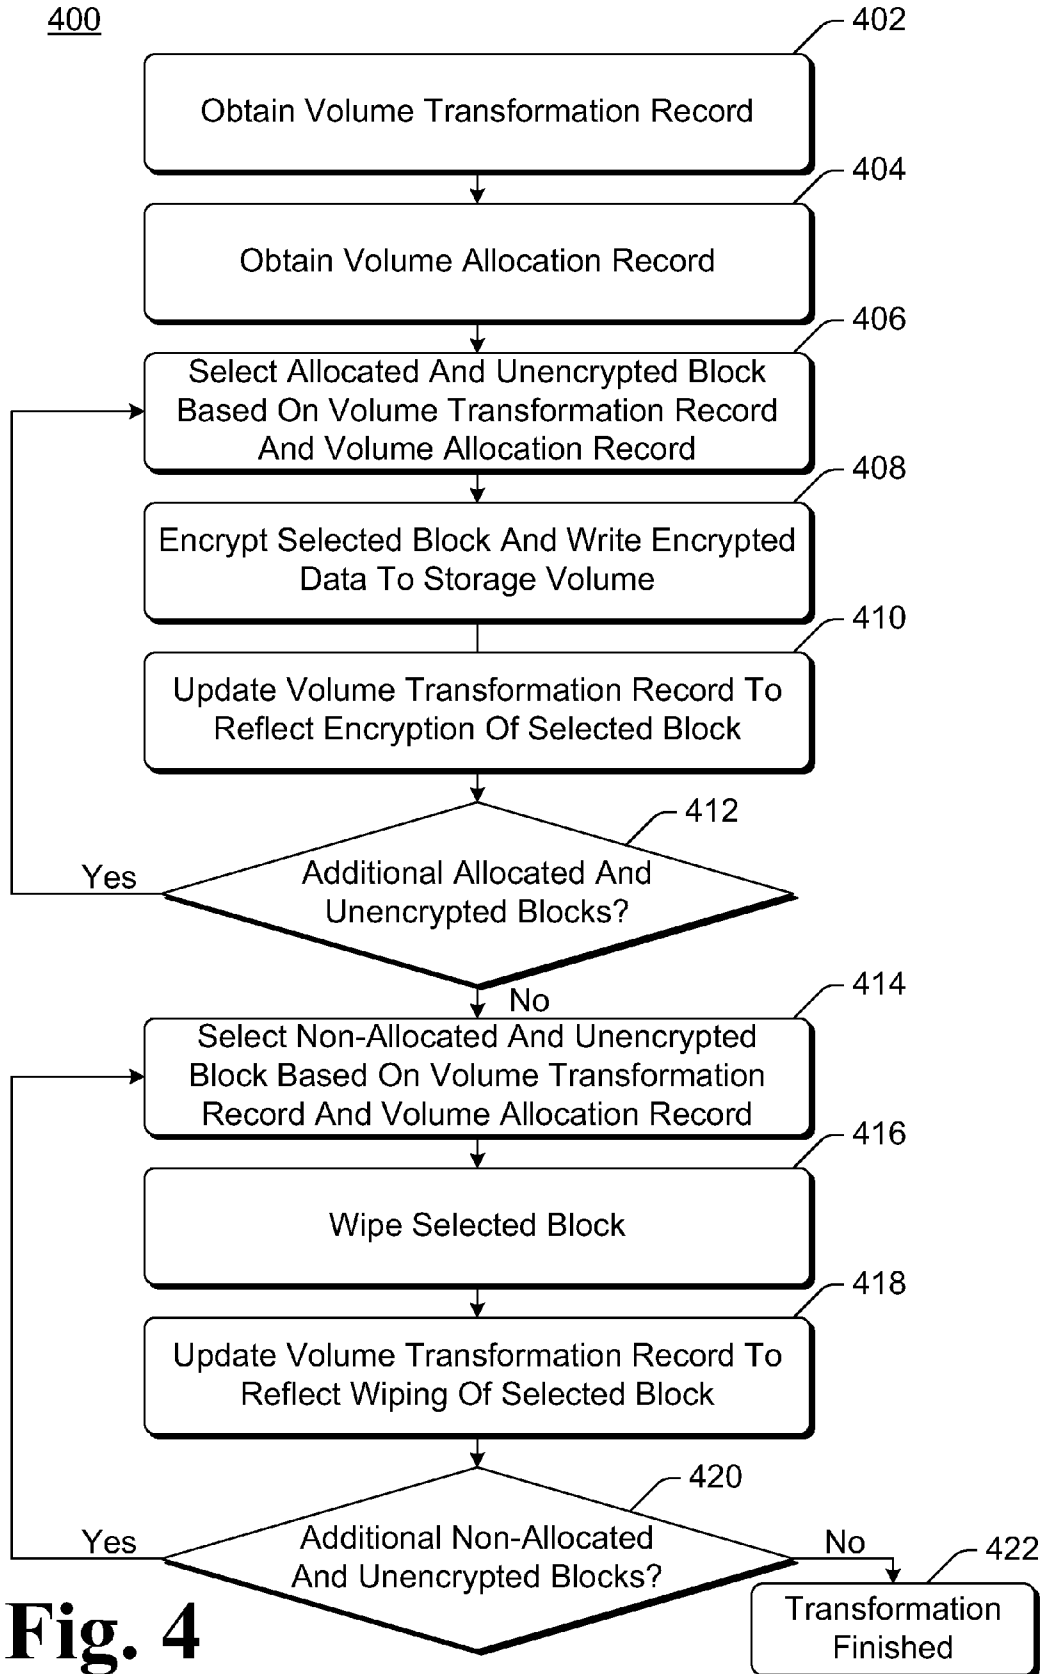 400
402
Obtain Volume Transformation Record
404
Obtain Volume Allocation Record
406
Select Allocated And Unencrypted Block
Based On Volume Transformation Record
And Volume Allocation Record
408
Encrypt Selected Block And Write Encrypted
Data To Storage Volume
410
Update Volume Transformation Record To
Reflect Encryption Of Selected Block
412
Additional Allocated And
Unencrypted Blocks?
Yes
No
414
Select Non-Allocated And Unencrypted
Block Based On Volume Transformation
Record And Volume Allocation Record
416
Wipe Selected Block
418
Update Volume Transformation Record To
Reflect Wiping Of Selected Block
420
Additional Non-Allocated
And Unencrypted Blocks?
Yes
No
422
Transformation
Finished
Fig. 4